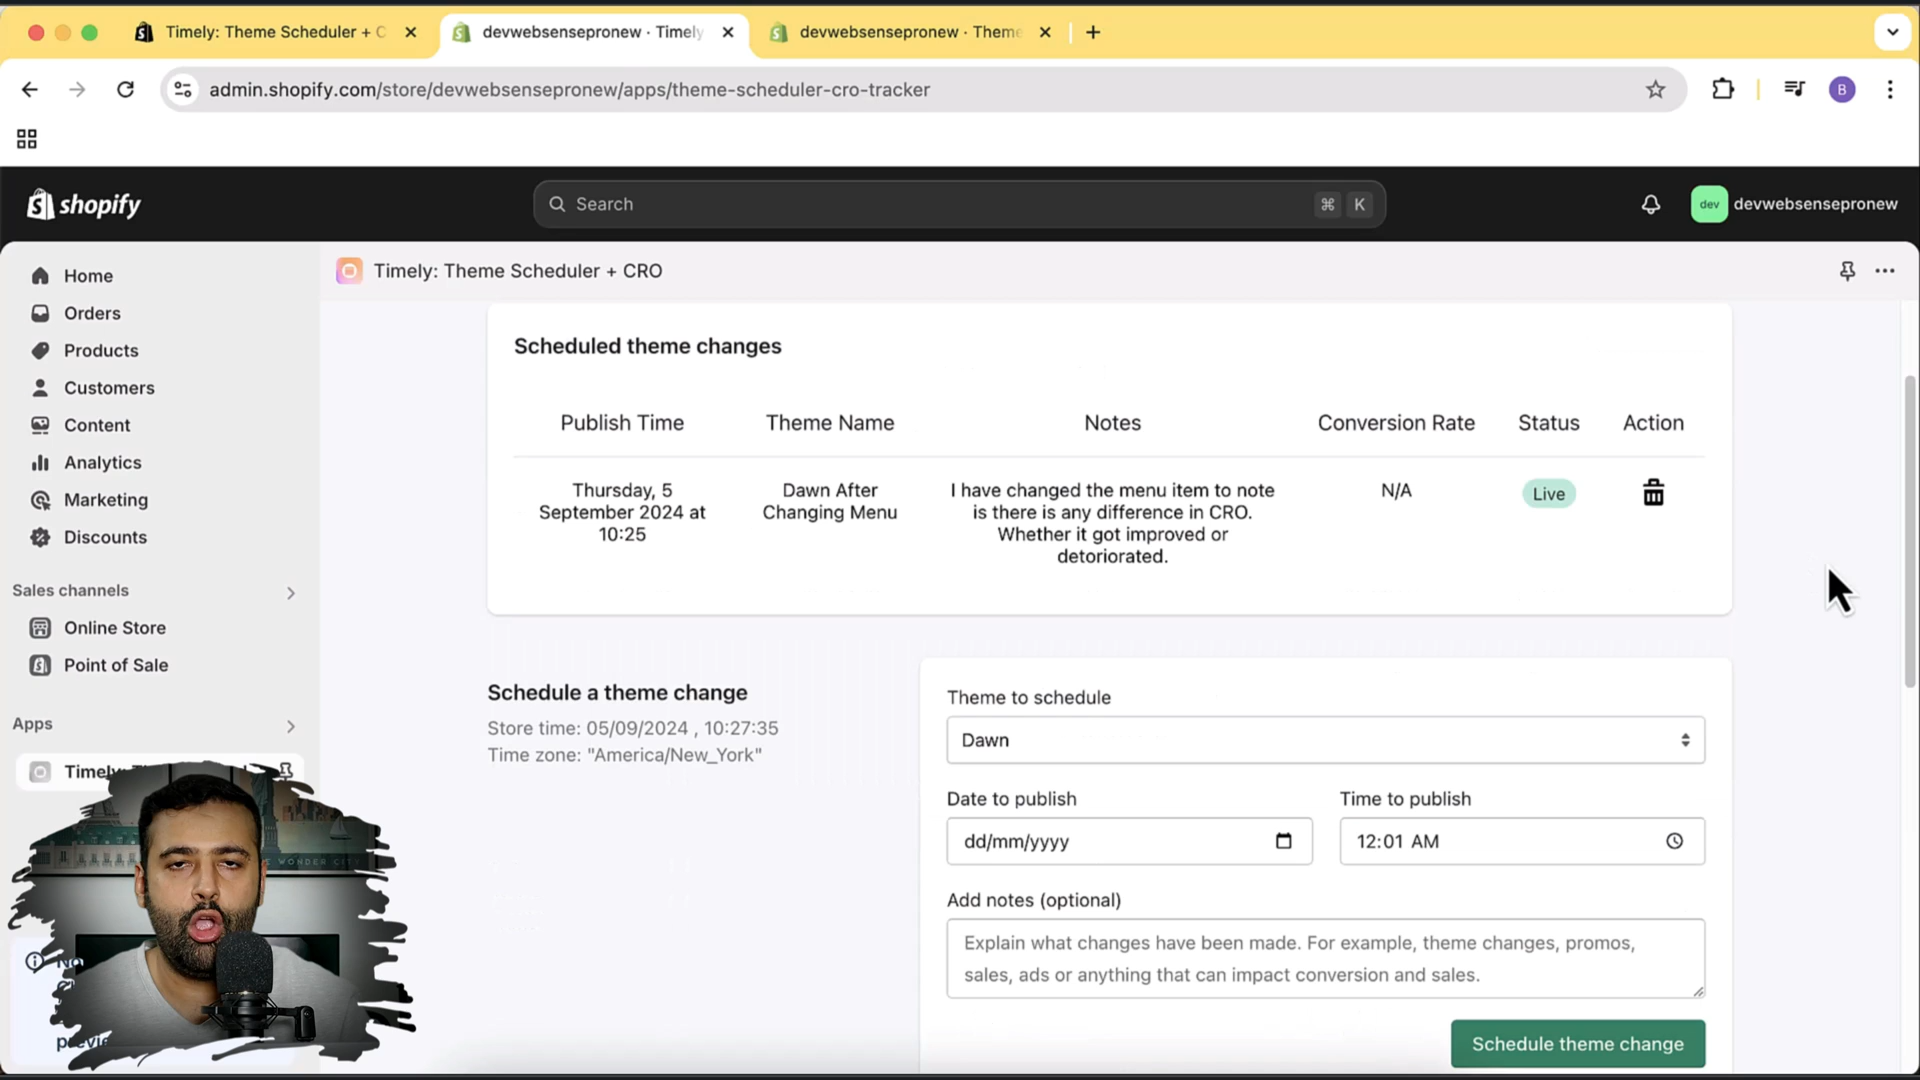 Timely: Theme Scheduler + C
devwebsensepronew · Timely
devwebsensepronew · Theme
admin.shopify.com/store/devwebsensepronew/apps/theme-scheduler-cro-tracker
B
shopify
Search
⌘ K
dev
devwebsensepronew
Home
Orders
Products
Customers
Content
Analytics
Marketing
Discounts
Sales channels
Online Store
Point of Sale
Apps
Timely:
Timely: Theme Scheduler + CRO
Scheduled theme changes
Publish Time
Theme Name
Notes
Conversion Rate
Status
Action
Thursday, 5
September 2024 at
10:25
Dawn After
Changing Menu
I have changed the menu item to note
is there is any difference in CRO.
Whether it got improved or
detoriorated.
N/A
Live
Schedule a theme change
Store time: 05/09/2024 , 10:27:35
Time zone: "America/New_York"
Theme to schedule
Dawn
Date to publish
Time to publish
dd/mm/yyyy
12:01 AM
Add notes (optional)
Explain what changes have been made. For example, theme changes, promos,
sales, ads or anything that can impact conversion and sales.
Schedule theme change
WONDER CITY